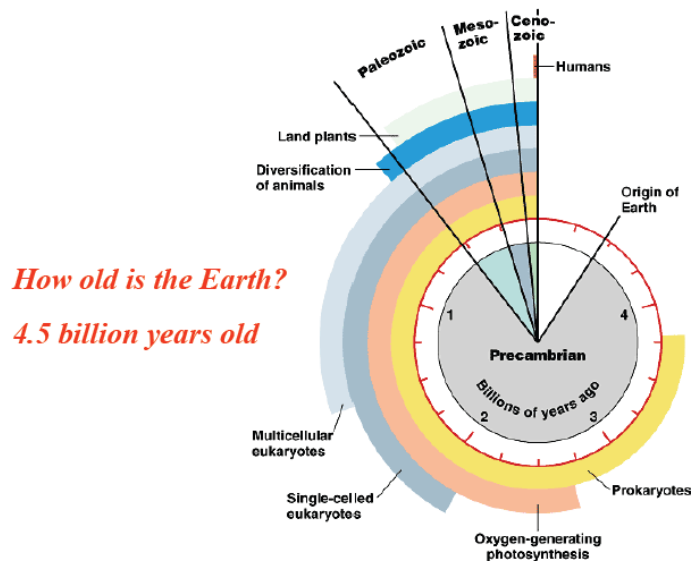 Paleozoic
Meso-
zoic
Ceno-
zoic
Humans
Land plants
Diversification
of animals
Origin of
Earth
How old is the Earth?
4.5 billion years old
1
4
Precambrian
Billions of years ago
2
3
Multicellular
eukaryotes
Single-celled
eukaryotes
Prokaryotes
Oxygen-generating
photosynthesis